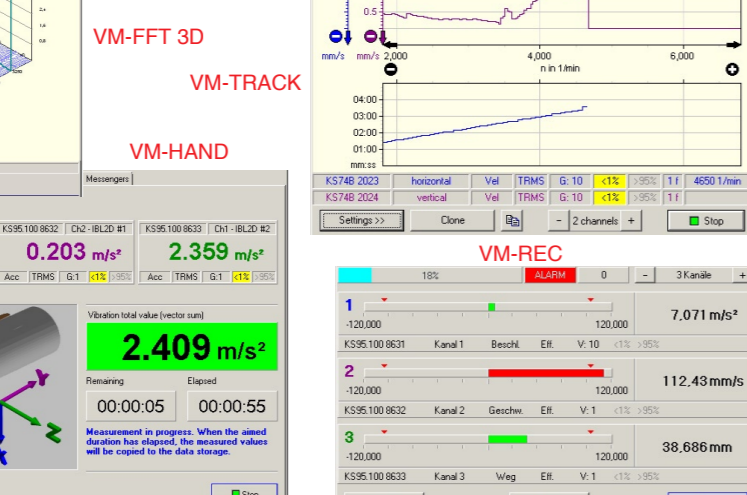 VM-FFT 3D
VM-TRACK
VM-HAND
VM-REC
2.4
1.6
0.8
0.5
mm/s mm/s 2,000 4,000 6,000
n in 1/min
04:00
03:00
02:00
01:00
mm:ss
KS74B 2023 horizontal Vel TRMS G: 10 <1% >95% 1 f 4650 1/min
KS74B 2024 vertical Vel TRMS G: 10 <1% >95% 1 f
Settings >> Clone - 2 channels + Stop
Messengers
KS95.100 8632 Ch2 - IBL2D #1 KS95.100 8633 Ch1 - IBL2D #2
0.203 m/s² 2.359 m/s²
Acc TRMS G:1 <1% >95% Acc TRMS G:1 <1% >95%
Vibration total value (vector sum)
2.409 m/s²
Remaining Elapsed
00:00:05 00:00:55
Measurement in progress. When the aimed
duration has elapsed, the measured values
will be copied to the data storage.
Y
Z
X
Stop
18% ALARM 0 - 3 Kanäle +
1
-120,000 120,000 7,071 m/s²
KS95.100 8631 Kanal 1 Beschl. Eff. V: 10 <1% >95%
2
-120,000 120,000 112,43 mm/s
KS95.100 8632 Kanal 2 Geschw. Eff. V: 1 <1% >95%
3
-120,000 120,000 38,686 mm
KS95.100 8633 Kanal 3 Weg Eff. V: 1 <1% >95%